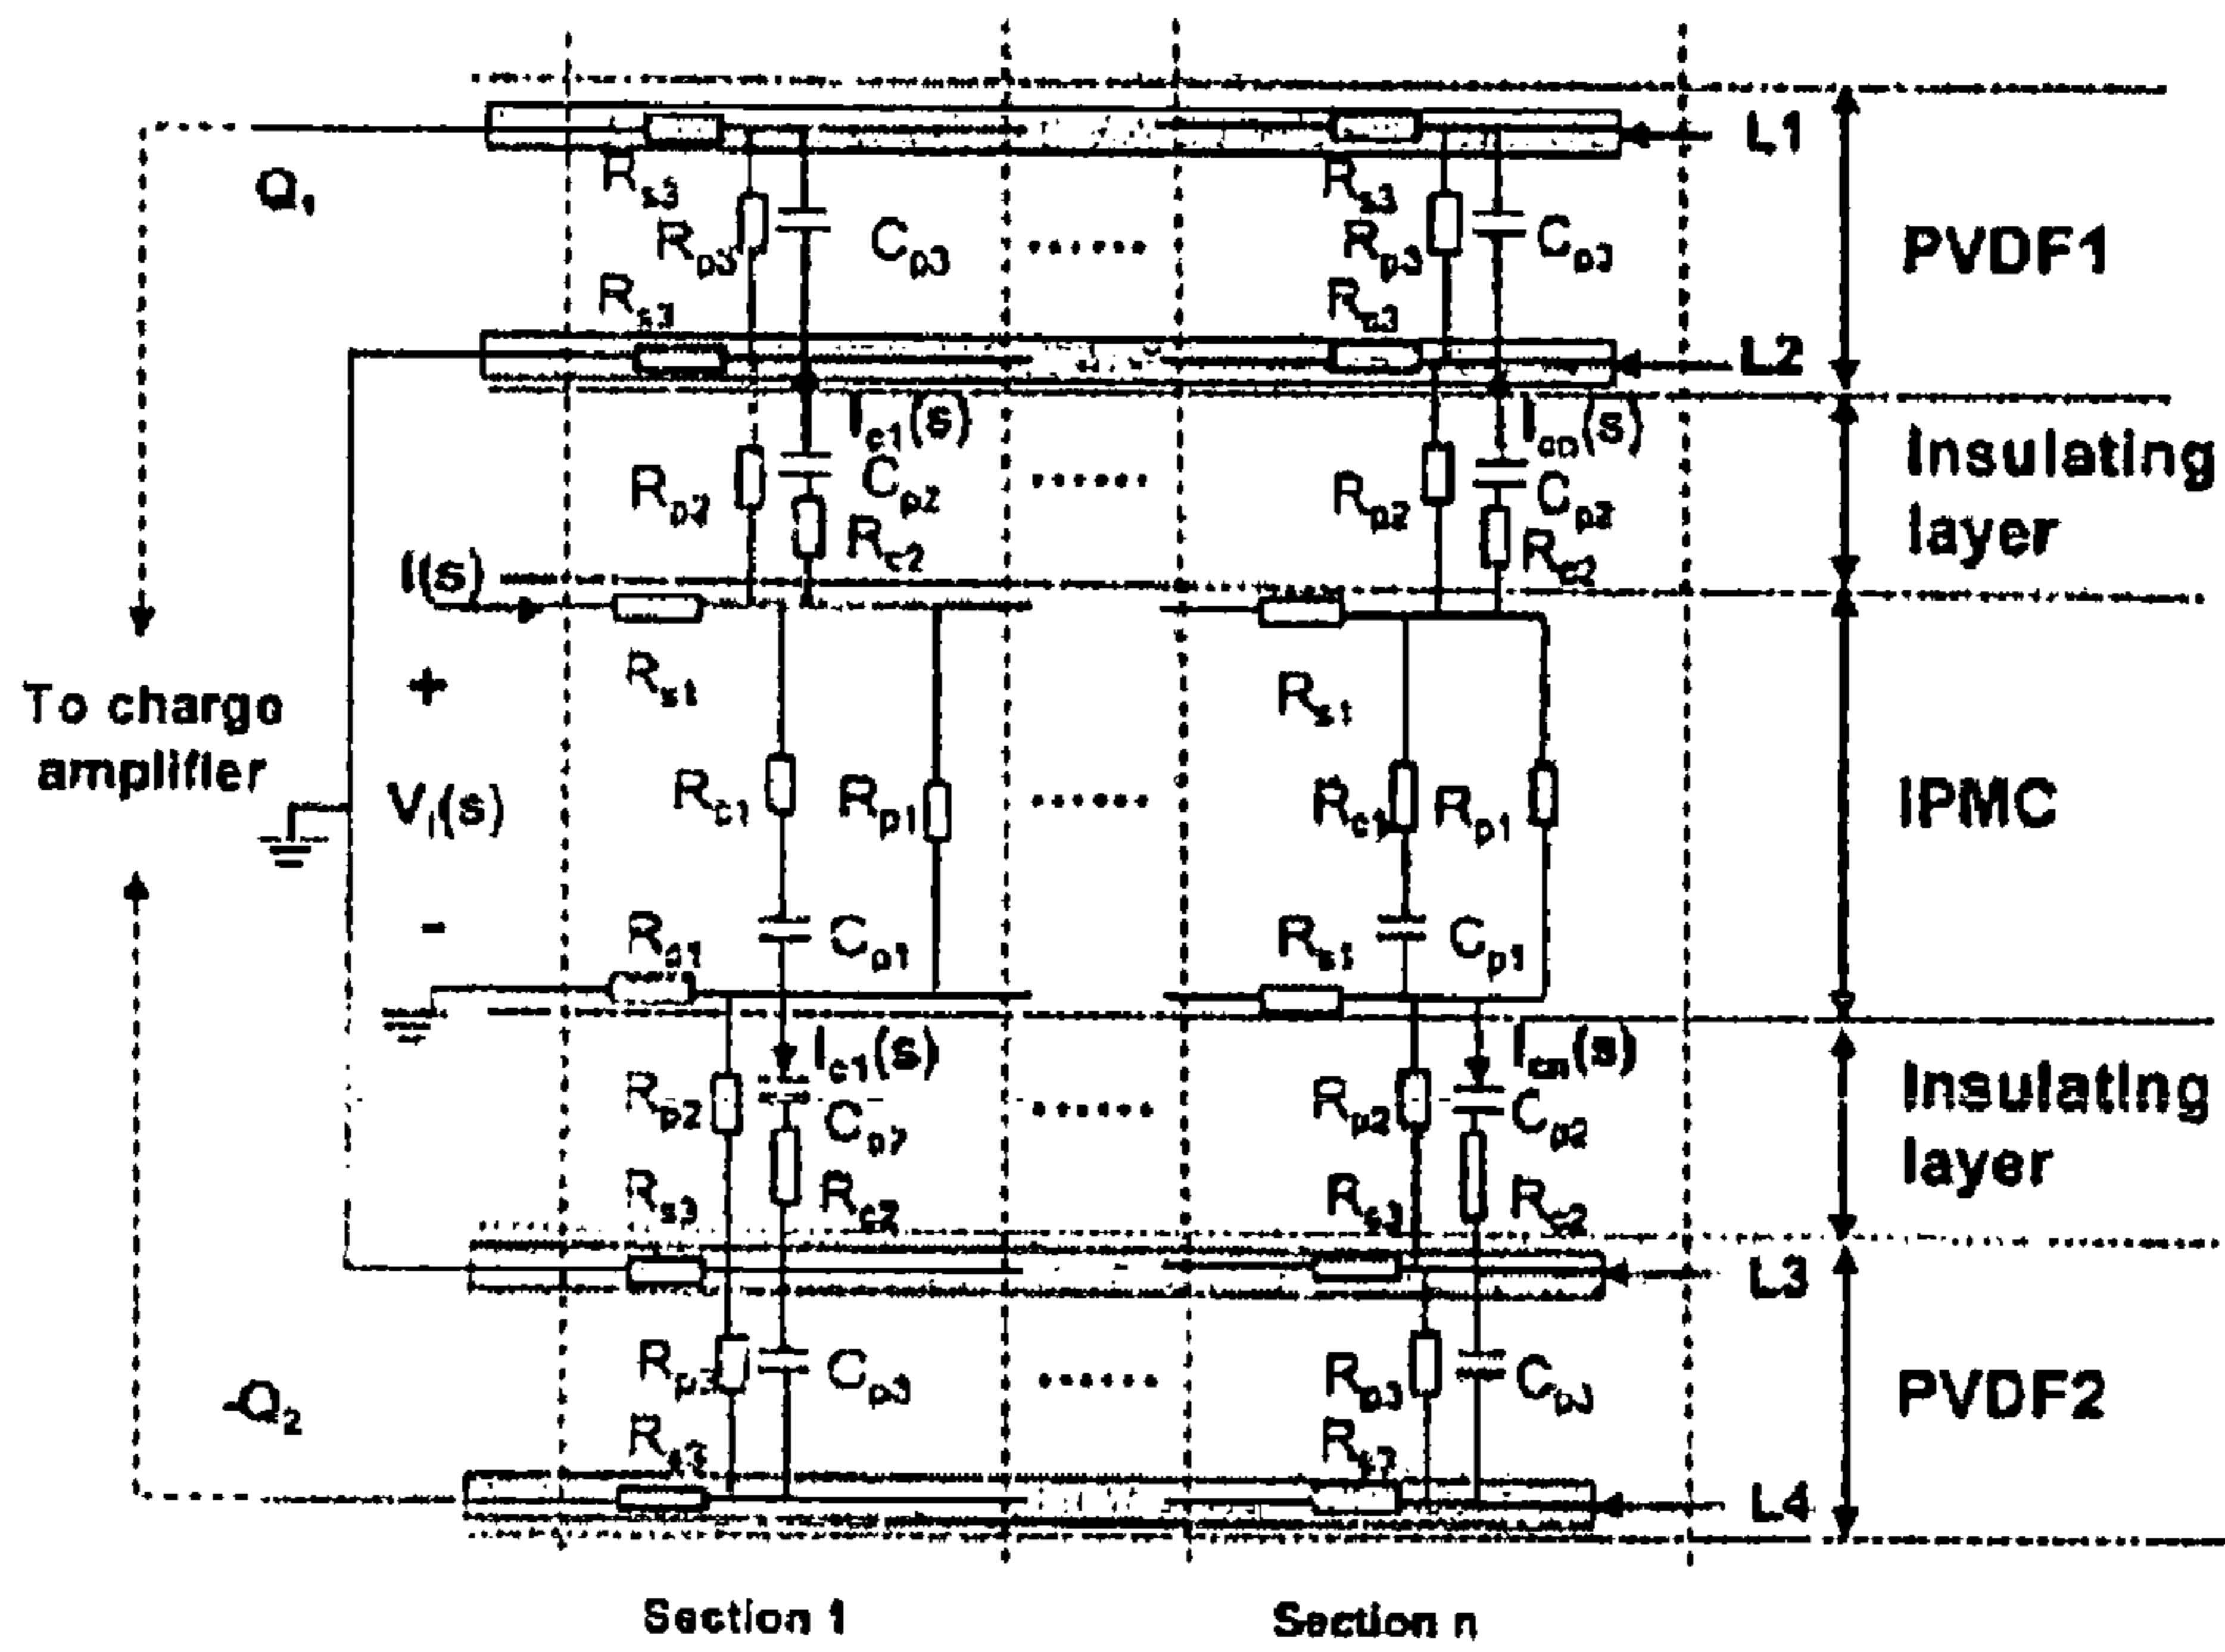 L1
Q₁
Rs3 Rs3
Rp3 Cp3 ...... Rp3 Cp3 PVDF1
Rs3 Rs3
L2
Ic1(s) Icn(s)
Insulating
layer
Rp2 Cp2 ...... Rp2 Cp2
Rc2 Rc2
I(s)
Rs1 Rs1
+
To charge
amplifier
Vi(s) Rc1 Rp1 ...... Rc1 Rp1 IPMC
-
Rs1 Cp1 Rs1 Cp1
Ic1(s) Icn(s)
Insulating
layer
Rp2 Cp2 ...... Rp2 Cp2
Rs3 Rc2 Rs3 Rc2
L3
Rp3 Cp3 ...... Rp3 Cp3 PVDF2
-Q₂
Rs3 Rs3
L4
Section 1 Section n